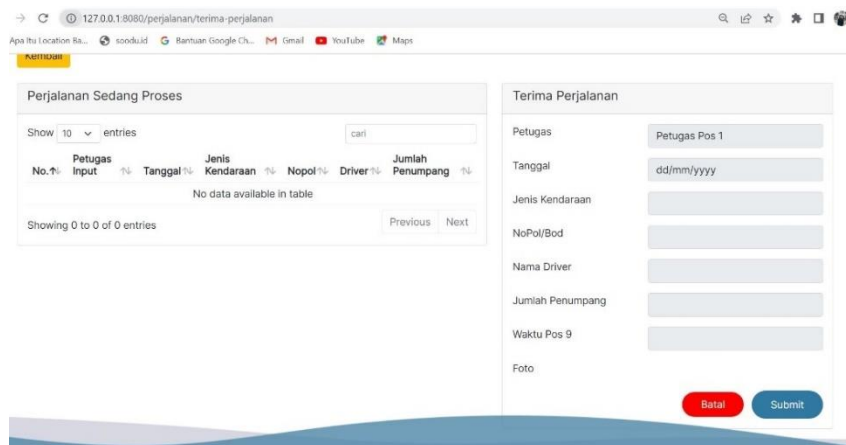 127.0.0.1:8080/perjalanan/terima-perjalanan
Apa Itu Location Ba... soodu.id Bantuan Google Ch... Gmail YouTube Maps
Kembali
Perjalanan Sedang Proses
Show 10 entries
cari
No. Petugas Input Tanggal Jenis Kendaraan Nopol Driver Jumlah Penumpang
No data available in table
Showing 0 to 0 of 0 entries
Previous Next
Terima Perjalanan
Petugas Petugas Pos 1
Tanggal dd/mm/yyyy
Jenis Kendaraan
NoPol/Bod
Nama Driver
Jumlah Penumpang
Waktu Pos 9
Foto
Batal Submit